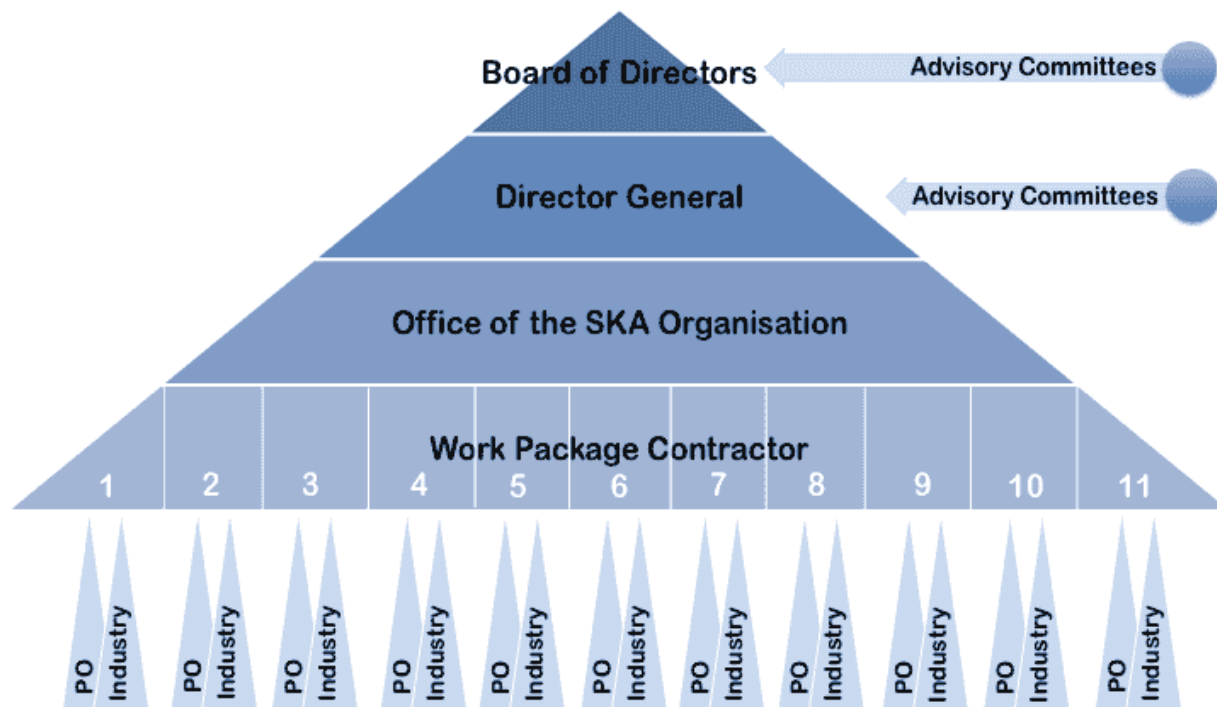 Board of Directors
Advisory Committees
Director General
Advisory Committees
Office of the SKA Organisation
Work Package Contractor
1 2 3 4 5 6 7 8 9 10 11
PO
Industry
PO
Industry
PO
Industry
PO
Industry
PO
Industry
PO
Industry
PO
Industry
PO
Industry
PO
Industry
PO
Industry
PO
Industry